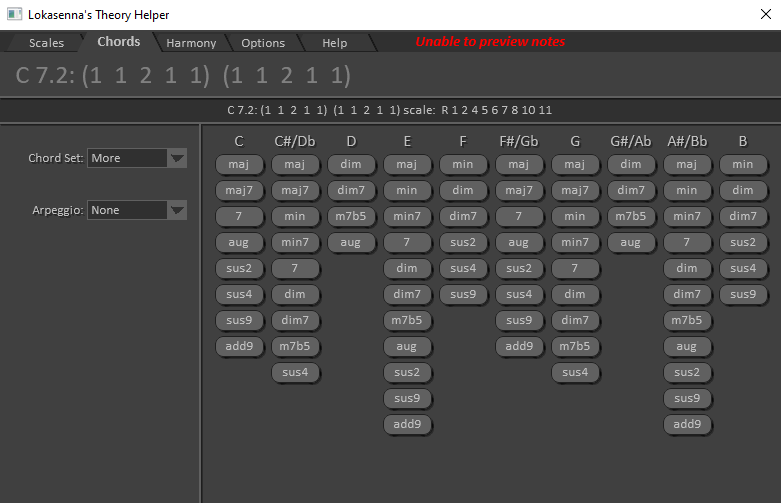 Lokasenna's Theory Helper
Scales Chords Harmony Options Help Unable to preview notes
C 7.2: (1 1 2 1 1) (1 1 2 1 1)
C 7.2: (1 1 2 1 1) (1 1 2 1 1) scale: R 1 2 4 5 6 7 8 10 11
Chord Set: More
Arpeggio: None
C C#/Db D E F F#/Gb G G#/Ab A#/Bb B
maj maj dim maj min maj maj dim maj min
maj7 maj7 dim7 min dim maj7 maj7 dim7 min dim
7 min m7b5 min7 dim7 7 min m7b5 min7 dim7
aug min7 aug 7 sus2 aug min7 aug 7 sus2
sus2 7 dim sus4 sus2 7 dim sus4
sus4 dim dim7 sus9 sus4 dim dim7 sus9
sus9 dim7 m7b5 sus9 dim7 m7b5
add9 m7b5 aug add9 m7b5 aug
sus4 sus2 sus4 sus2
sus9 sus9
add9 add9